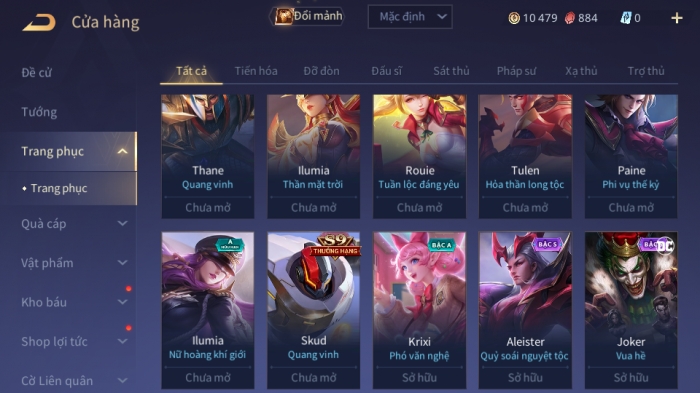 Cửa hàng
Đổi mảnh
Mặc định
10 479
884
0
Đề cử
Tướng
Trang phục
Trang phục
Quà cáp
Vật phẩm
Kho báu
Shop lợi tức
Cờ Liên quân
Tất cả Tiến hóa Đỡ đòn Đấu sĩ Sát thủ Pháp sư Xạ thủ Trợ thủ
Thane
Quang vinh
Chưa mở
Ilumia
Thần mặt trời
Chưa mở
Rouie
Tuần lộc đáng yêu
Chưa mở
Tulen
Hỏa thần long tộc
Chưa mở
Paine
Phi vụ thế kỷ
Chưa mở
A
Ilumia
Nữ hoàng khí giới
Chưa mở
S9
THƯỞNG HẠNG
Skud
Quang vinh
Chưa mở
BẬC A
Krixi
Phó văn nghệ
Sở hữu
BẬC S
Aleister
Quỷ soái nguyệt tộc
Sở hữu
BẬC DC
Joker
Vua hề
Sở hữu